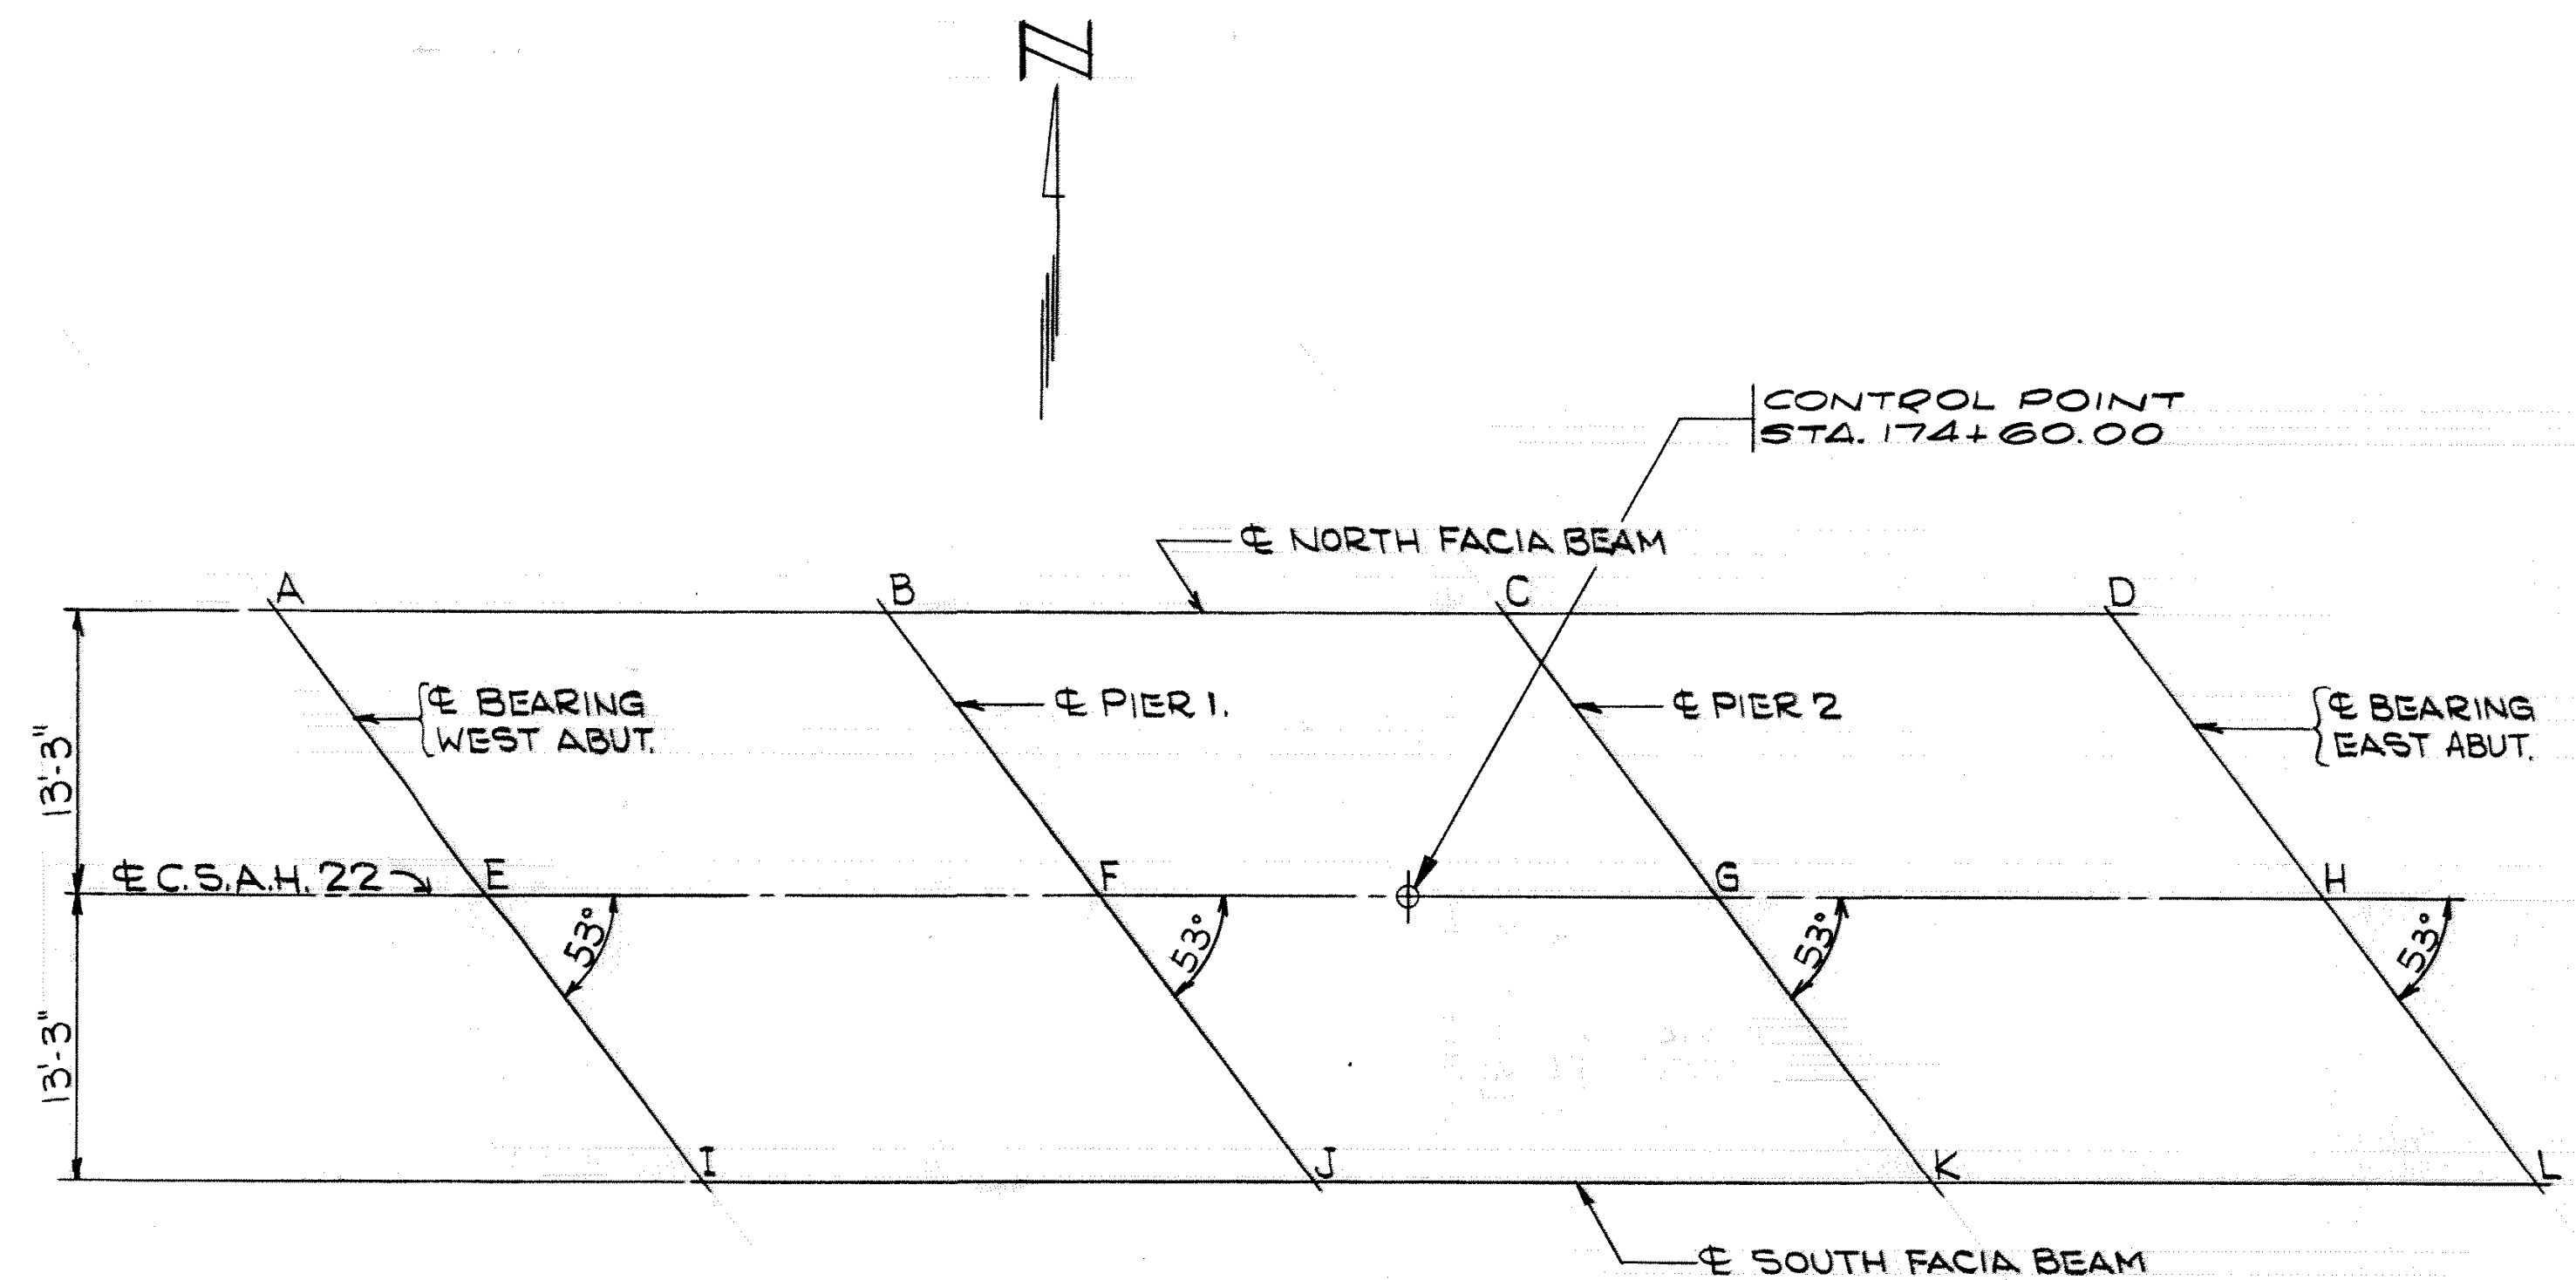 N
CONTROL POINT
STA. 174+60.00
℄ NORTH FACIA BEAM
A
B
C
D
℄ BEARING
WEST ABUT.
℄ PIER 1.
℄ PIER 2
℄ BEARING
EAST ABUT.
13'-3"
℄ C.S.A.H. 22
E
F
G
H
53°
53°
53°
53°
13'-3"
I
J
K
L
℄ SOUTH FACIA BEAM